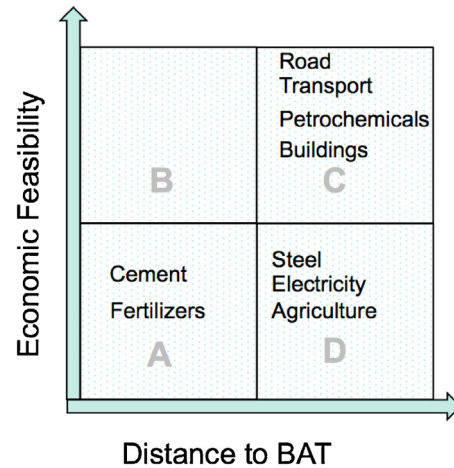 Economic Feasibility
B
Road
Transport
Petrochemicals
Buildings
C
Cement
Fertilizers
A
Steel
Electricity
Agriculture
D
Distance to BAT